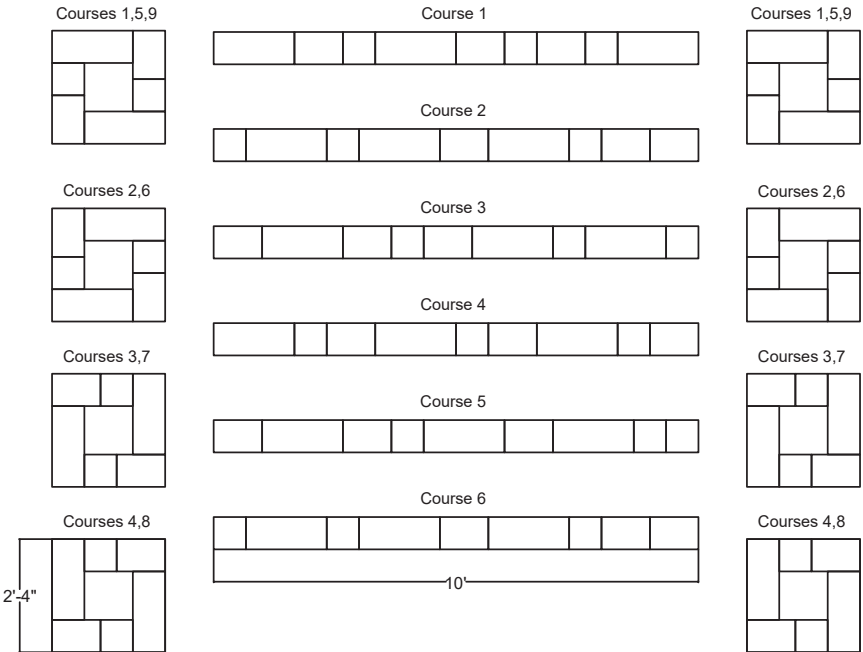 Courses 1,5,9
Course 1
Courses 1,5,9
Course 2
Courses 2,6
Courses 2,6
Course 3
Course 4
Courses 3,7
Courses 3,7
Course 5
Course 6
Courses 4,8
Courses 4,8
10'
2'-4"